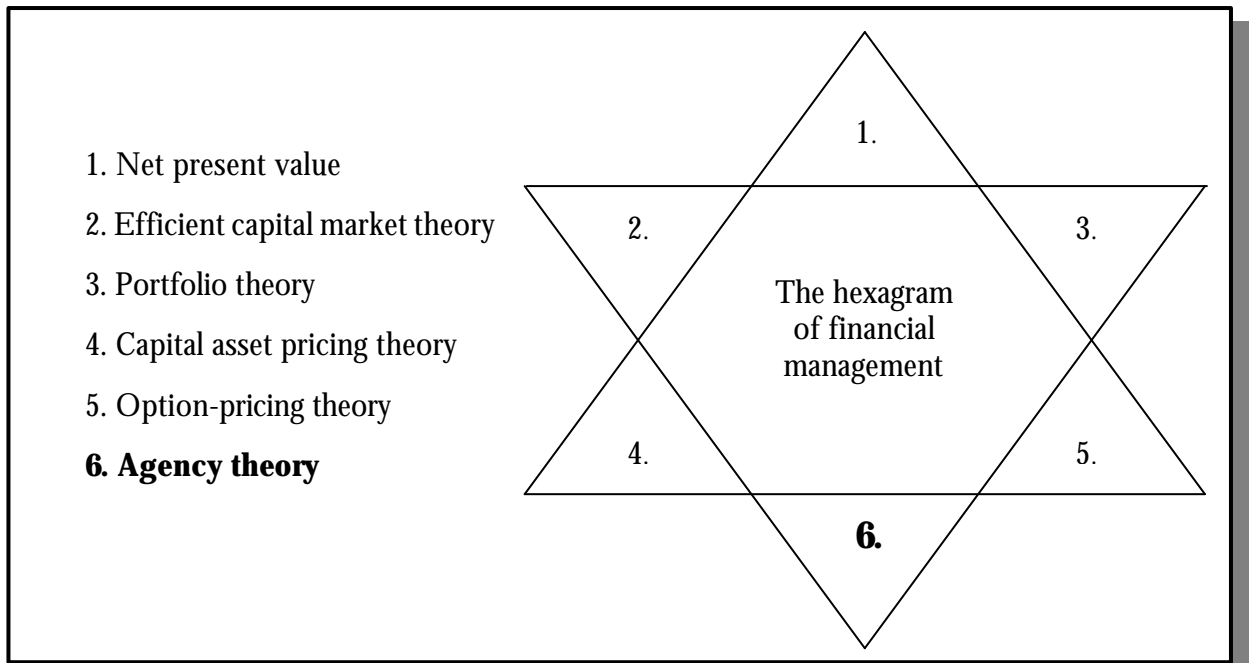 1. Net present value
2. Efficient capital market theory
3. Portfolio theory
4. Capital asset pricing theory
5. Option-pricing theory
6. Agency theory
1.
2.
3.
The hexagram
of financial
management
4.
5.
6.